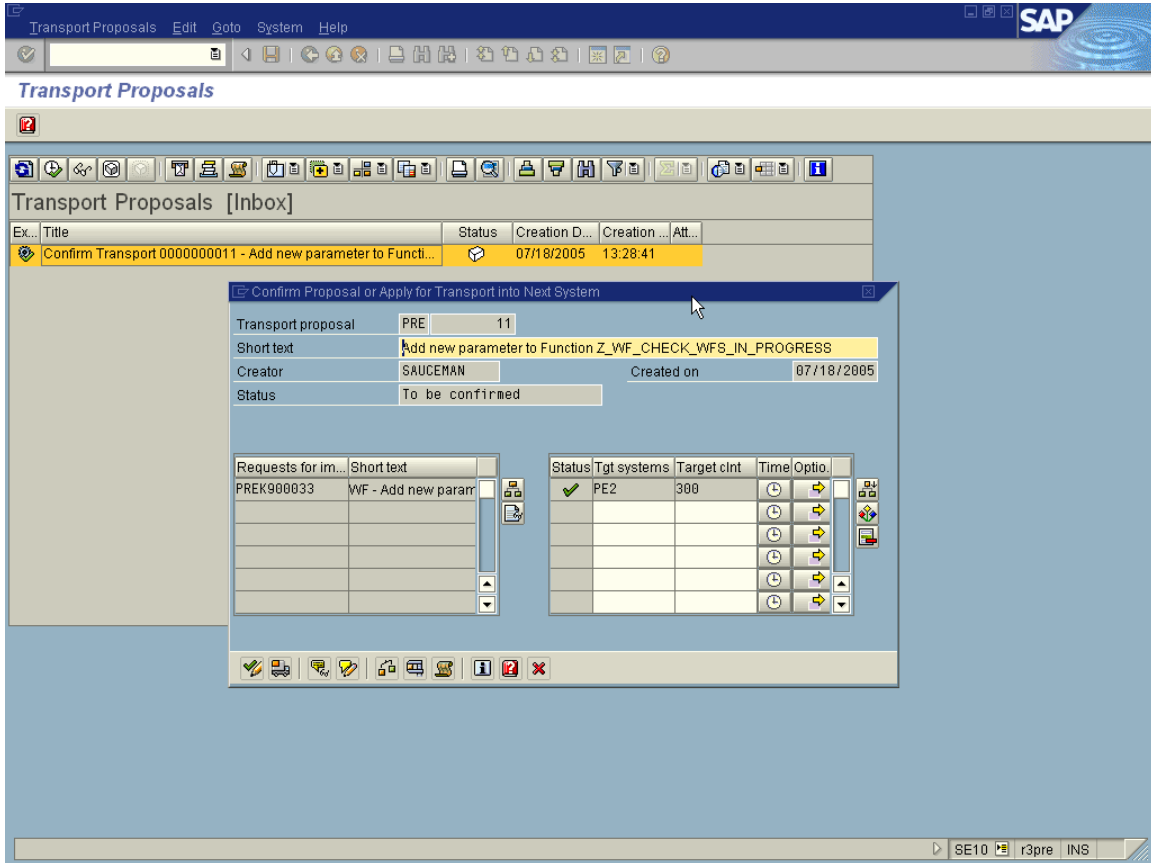 Transport Proposals Edit Goto System Help
SAP
Transport Proposals
Transport Proposals [Inbox]
Ex... Title Status Creation D... Creation ... Att...
Confirm Transport 0000000011 - Add new parameter to Functi... 07/18/2005 13:28:41
Confirm Proposal or Apply for Transport into Next System
Transport proposal PRE 11
Short text Add new parameter to Function Z_WF_CHECK_WFS_IN_PROGRESS
Creator SAUCEMAN Created on 07/18/2005
Status To be confirmed
Requests for im... Short text Status Tgt systems Target clnt Time Optio.
PREK900033 WF - Add new param PE2 300
SE10 r3pre INS